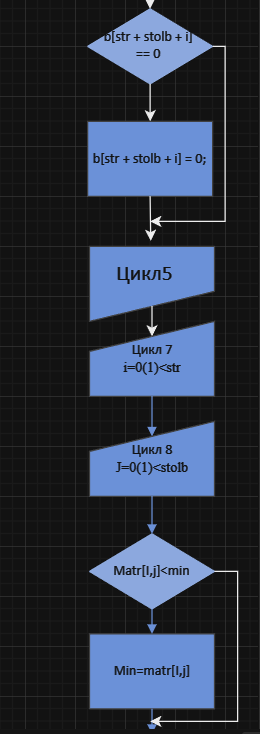 b[str + stolb + i]
== 0
b[str + stolb + i] = 0;
Цикл5
Цикл 7
i=0(1)<str
Цикл 8
J=0(1)<stolb
Matr[I,j]<min
Min=matr[I,j]